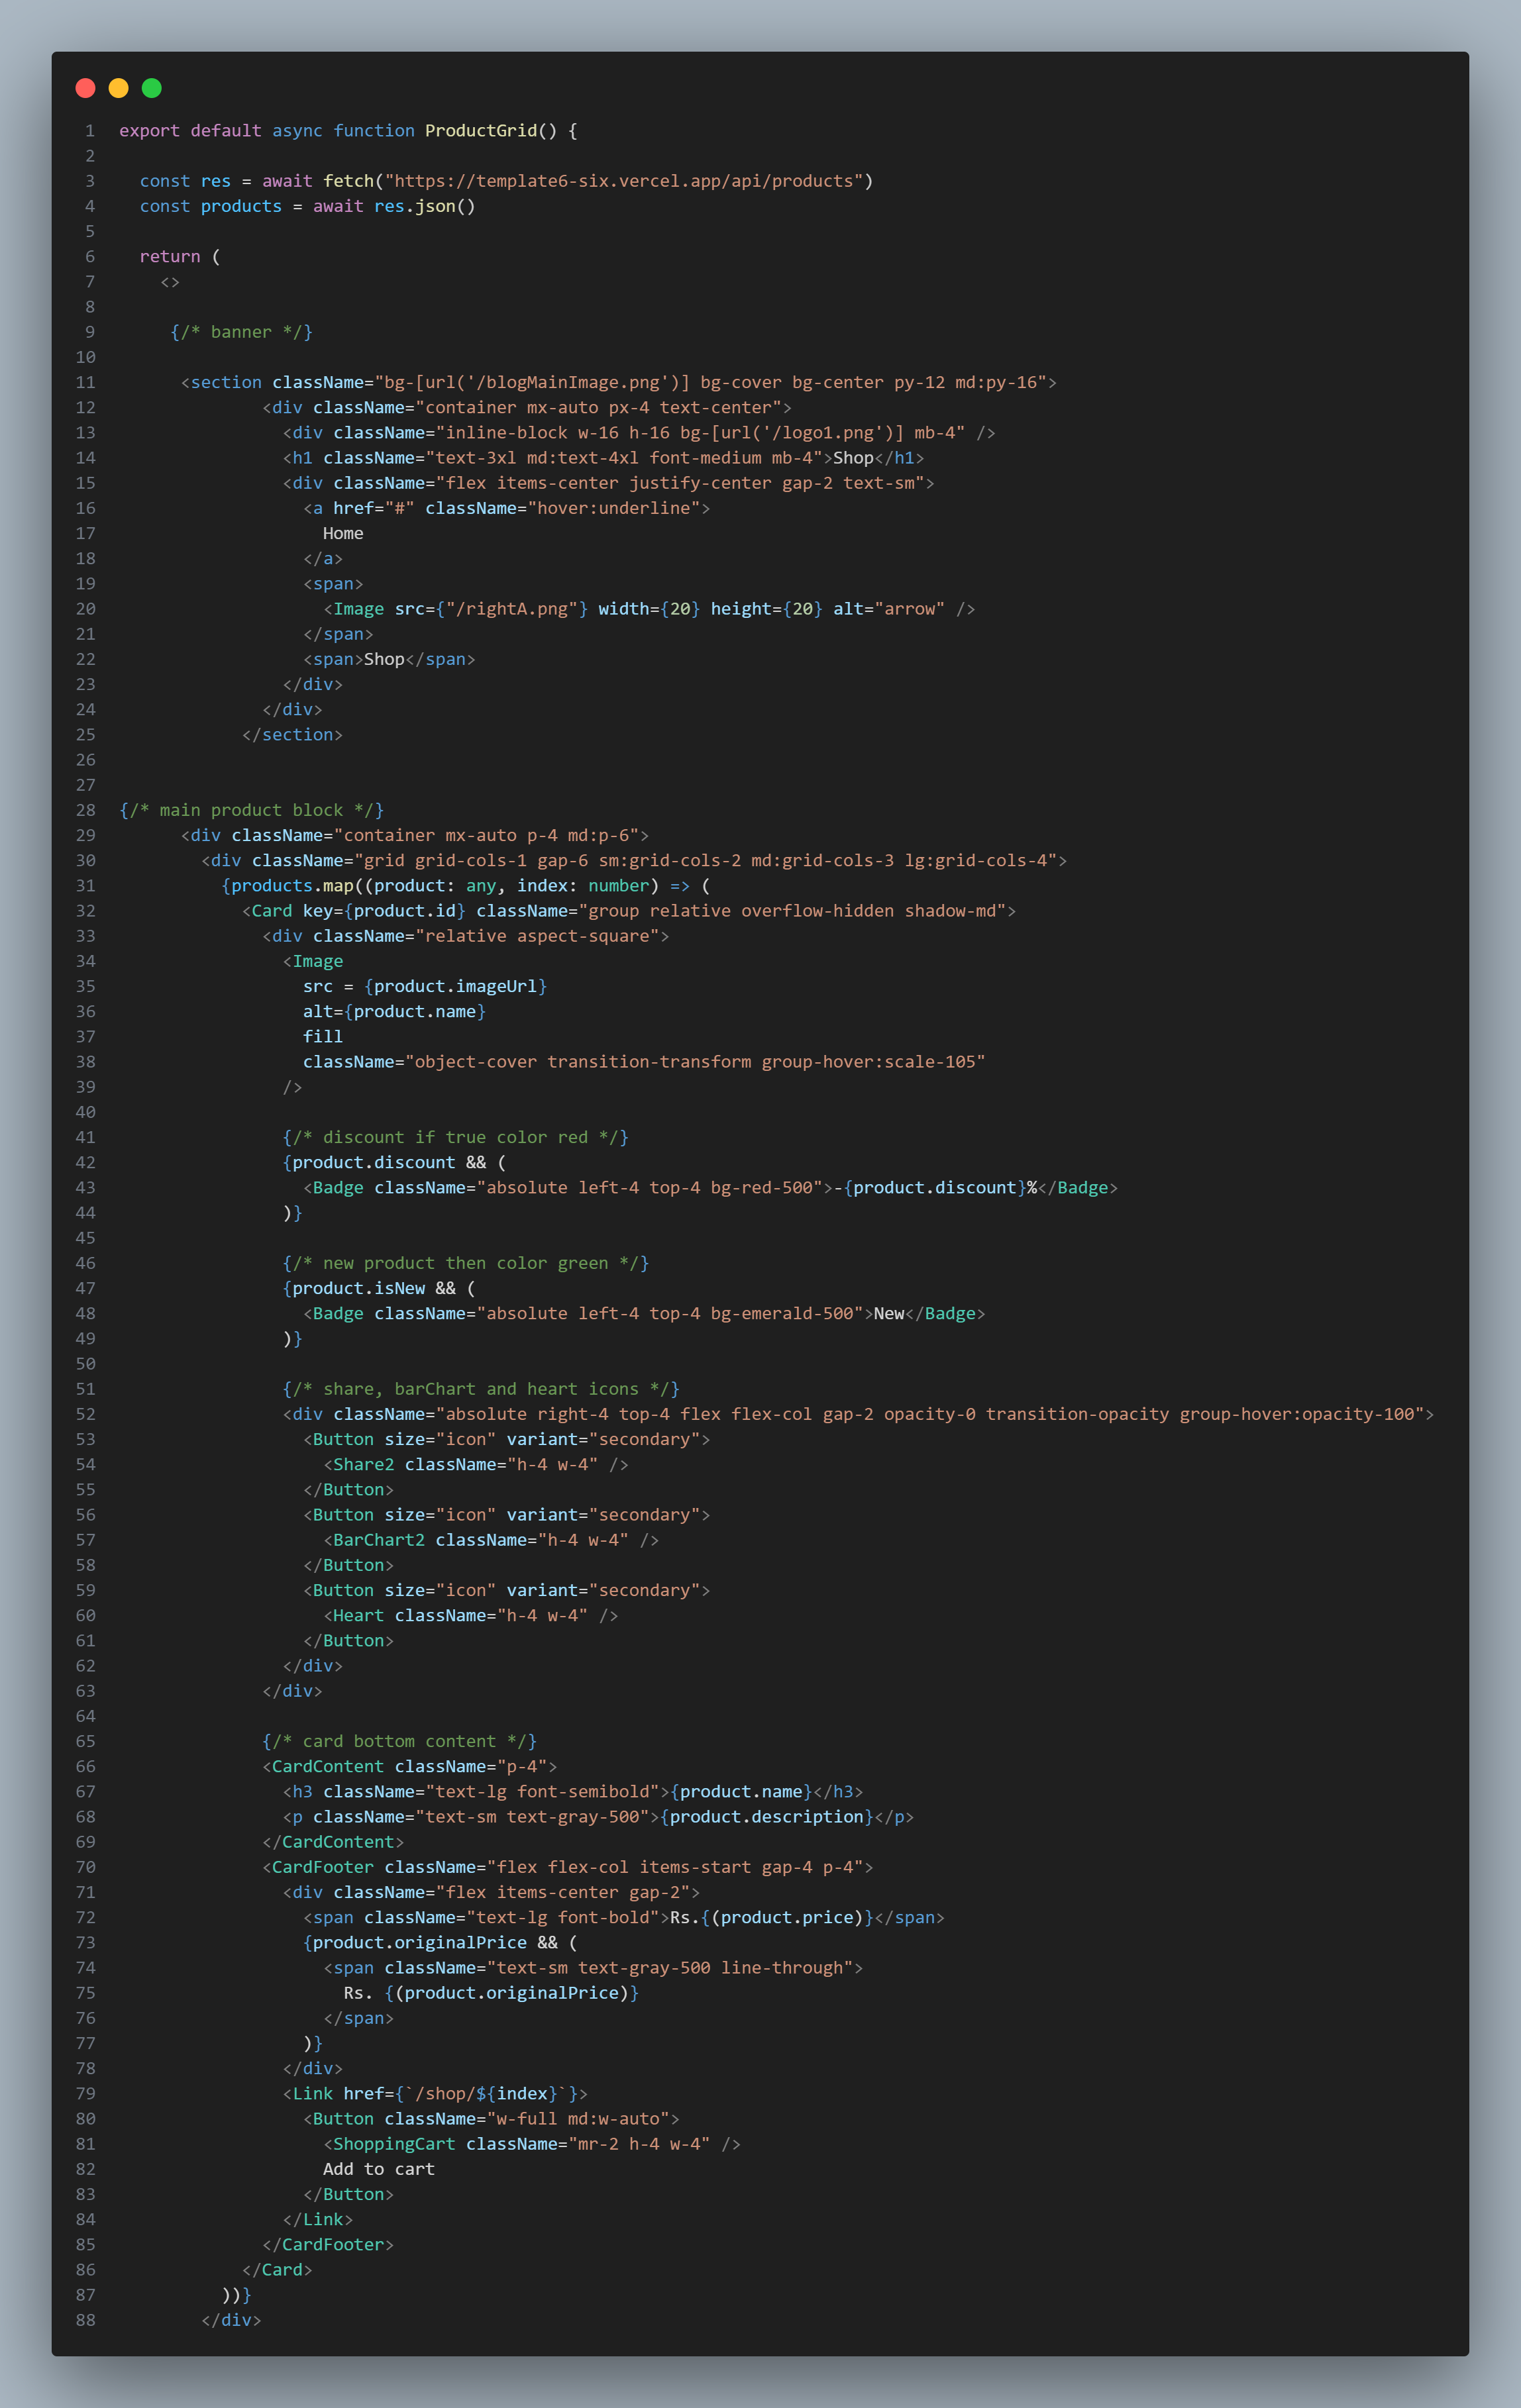 1 export default async function ProductGrid() {
2
3   const res = await fetch("https://template6-six.vercel.app/api/products")
4   const products = await res.json()
5
6   return (
7     <>
8
9      {/* banner */}
10
11       <section className="bg-[url('/blogMainImage.png')] bg-cover bg-center py-12 md:py-16">
12               <div className="container mx-auto px-4 text-center">
13                 <div className="inline-block w-16 h-16 bg-[url('/logo1.png')] mb-4" />
14                 <h1 className="text-3xl md:text-4xl font-medium mb-4">Shop</h1>
15                 <div className="flex items-center justify-center gap-2 text-sm">
16                   <a href="#" className="hover:underline">
17                     Home
18                   </a>
19                   <span>
20                     <Image src={"/rightA.png"} width={20} height={20} alt="arrow" />
21                   </span>
22                   <span>Shop</span>
23                 </div>
24               </div>
25             </section>
26
27
28 {/* main product block */}
29       <div className="container mx-auto p-4 md:p-6">
30         <div className="grid grid-cols-1 gap-6 sm:grid-cols-2 md:grid-cols-3 lg:grid-cols-4">
31           {products.map((product: any, index: number) => (
32             <Card key={product.id} className="group relative overflow-hidden shadow-md">
33               <div className="relative aspect-square">
34                 <Image
35                   src = {product.imageUrl}
36                   alt={product.name}
37                   fill
38                   className="object-cover transition-transform group-hover:scale-105"
39                 />
40
41                 {/* discount if true color red */}
42                 {product.discount && (
43                   <Badge className="absolute left-4 top-4 bg-red-500">-{product.discount}%</Badge>
44                 )}
45
46                 {/* new product then color green */}
47                 {product.isNew && (
48                   <Badge className="absolute left-4 top-4 bg-emerald-500">New</Badge>
49                 )}
50
51                 {/* share, barChart and heart icons */}
52                 <div className="absolute right-4 top-4 flex flex-col gap-2 opacity-0 transition-opacity group-hover:opacity-100">
53                   <Button size="icon" variant="secondary">
54                     <Share2 className="h-4 w-4" />
55                   </Button>
56                   <Button size="icon" variant="secondary">
57                     <BarChart2 className="h-4 w-4" />
58                   </Button>
59                   <Button size="icon" variant="secondary">
60                     <Heart className="h-4 w-4" />
61                   </Button>
62                 </div>
63               </div>
64
65               {/* card bottom content */}
66               <CardContent className="p-4">
67                 <h3 className="text-lg font-semibold">{product.name}</h3>
68                 <p className="text-sm text-gray-500">{product.description}</p>
69               </CardContent>
70               <CardFooter className="flex flex-col items-start gap-4 p-4">
71                 <div className="flex items-center gap-2">
72                   <span className="text-lg font-bold">Rs.{(product.price)}</span>
73                   {product.originalPrice && (
74                     <span className="text-sm text-gray-500 line-through">
75                       Rs. {(product.originalPrice)}
76                     </span>
77                   )}
78                 </div>
79                 <Link href={`/shop/${index}`}>
80                   <Button className="w-full md:w-auto">
81                     <ShoppingCart className="mr-2 h-4 w-4" />
82                     Add to cart
83                   </Button>
84                 </Link>
85               </CardFooter>
86             </Card>
87           ))}
88         </div>